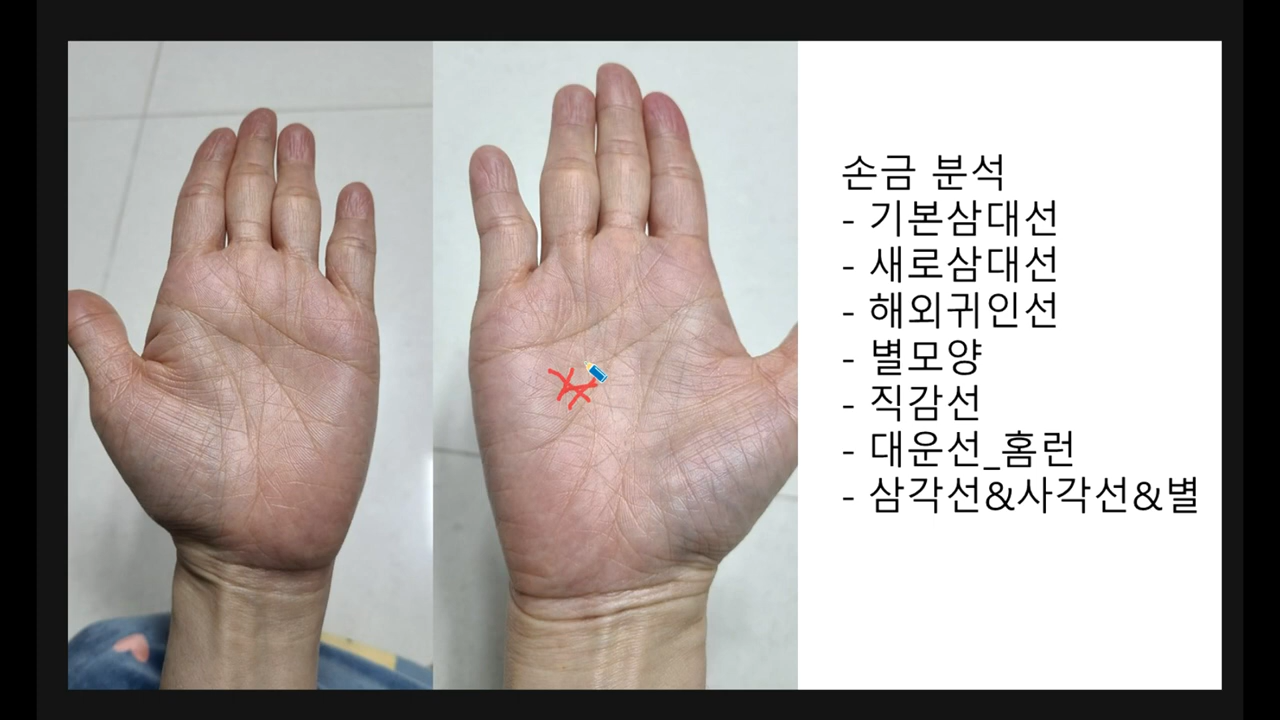 손금 분석
- 기본삼대선
- 새로삼대선
- 해외귀인선
- 별모양
- 직감선
- 대운선_홈런
- 삼각선&사각선&별